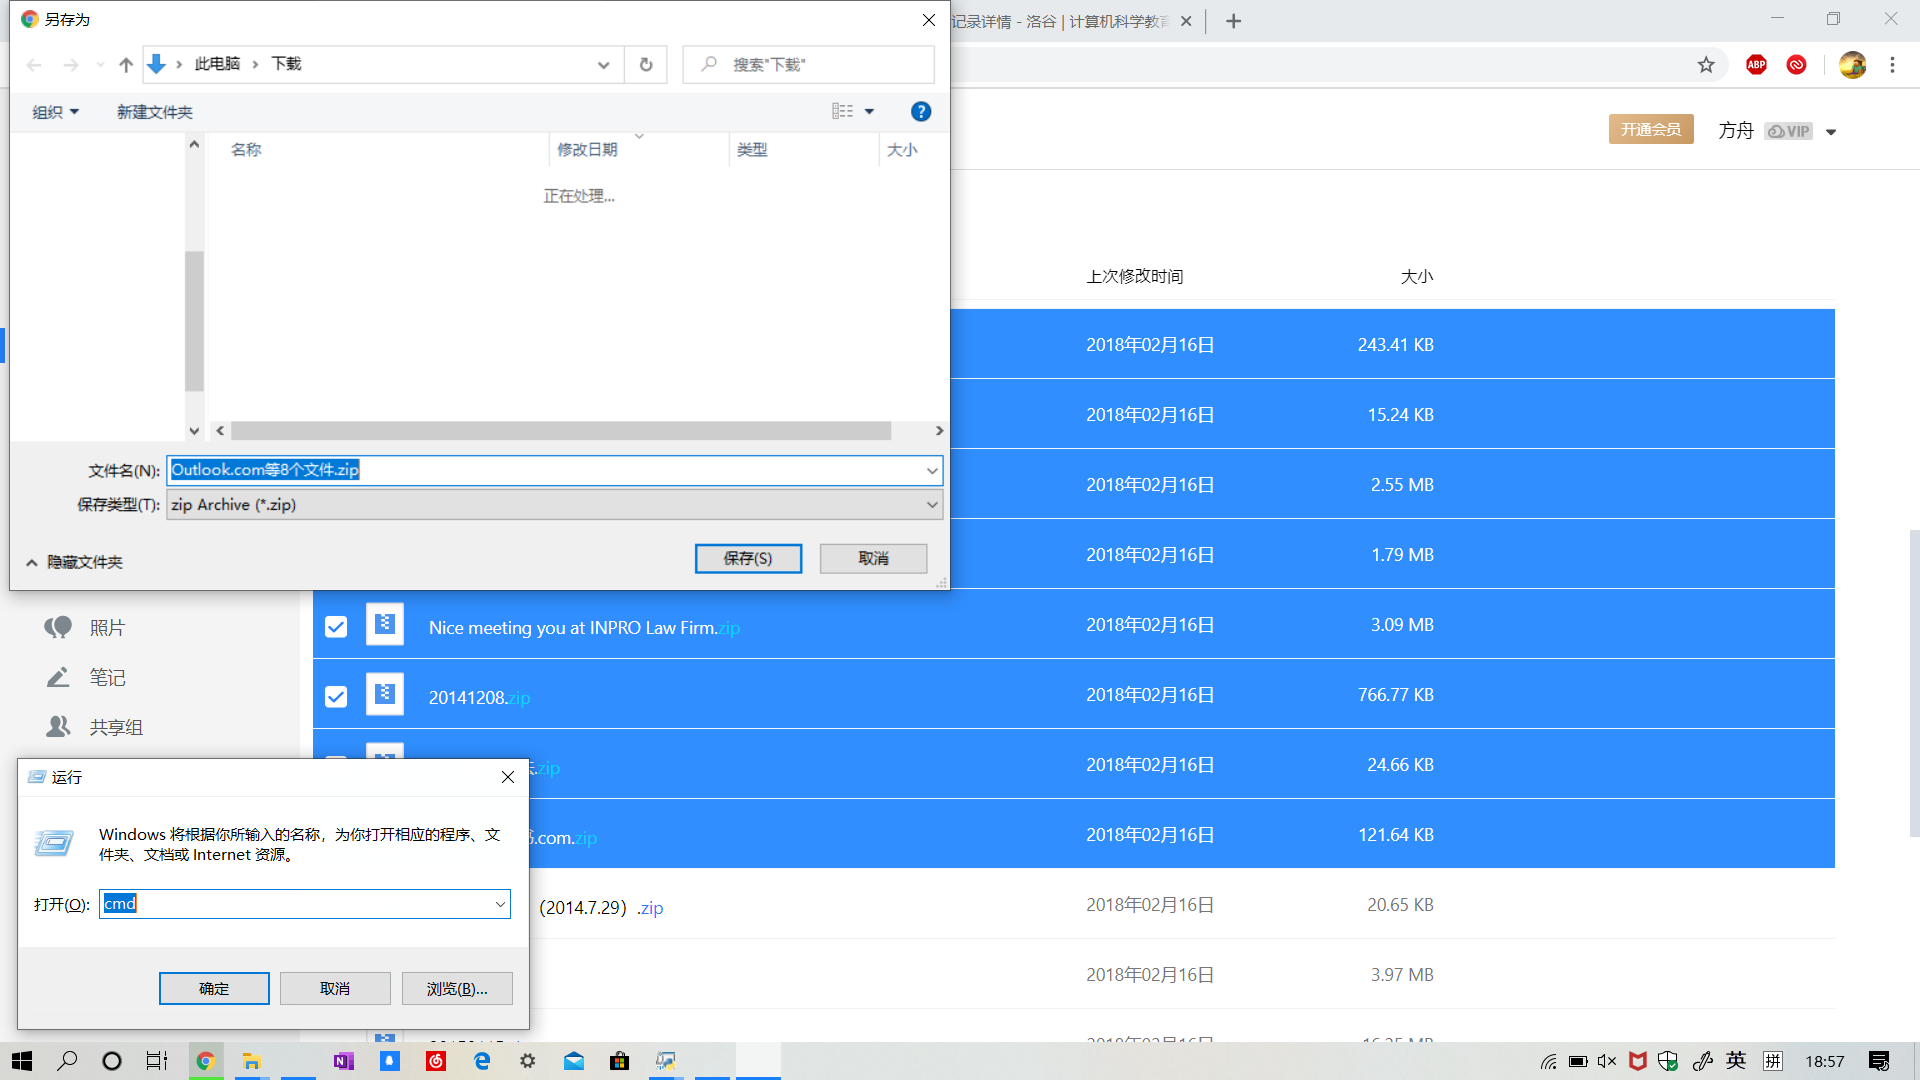 另存为
记录详情 - 洛谷 | 计算机科学教育
此电脑 › 下载
搜索"下载"
ABP
组织
新建文件夹
开通会员
方舟 VIP
名称
修改日期
类型
大小
正在处理...
上次修改时间
大小
2018年02月16日
243.41 KB
2018年02月16日
15.24 KB
2018年02月16日
2.55 MB
2018年02月16日
1.79 MB
文件名(N):
Outlook.com等8个文件.zip
保存类型(T):
zip Archive (*.zip)
隐藏文件夹
保存(S)
取消
照片
Nice meeting you at INPRO Law Firm.zip
2018年02月16日
3.09 MB
笔记
20141208.zip
2018年02月16日
766.77 KB
共享组
.zip
2018年02月16日
24.66 KB
.com.zip
2018年02月16日
121.64 KB
（2014.7.29）.zip
2018年02月16日
20.65 KB
2018年02月16日
3.97 MB
运行
Windows 将根据你所输入的名称，为你打开相应的程序、文
件夹、文档或 Internet 资源。
打开(O):
cmd
确定
取消
浏览(B)...
英
拼
18:57